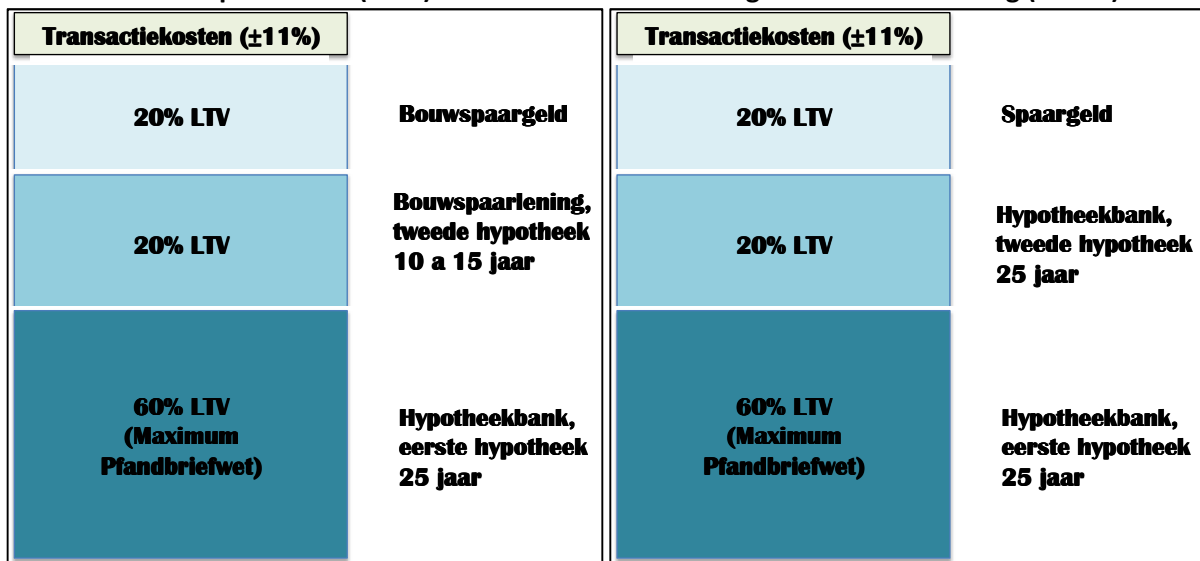 Transactiekosten (±11%)
20% LTV
Bouwspaargeld
20% LTV
Bouwspaarlening,
tweede hypotheek
10 a 15 jaar
60% LTV
(Maximum
Pfandbriefwet)
Hypotheekbank,
eerste hypotheek
25 jaar
Transactiekosten (±11%)
20% LTV
Spaargeld
20% LTV
Hypotheekbank,
tweede hypotheek
25 jaar
60% LTV
(Maximum
Pfandbriefwet)
Hypotheekbank,
eerste hypotheek
25 jaar